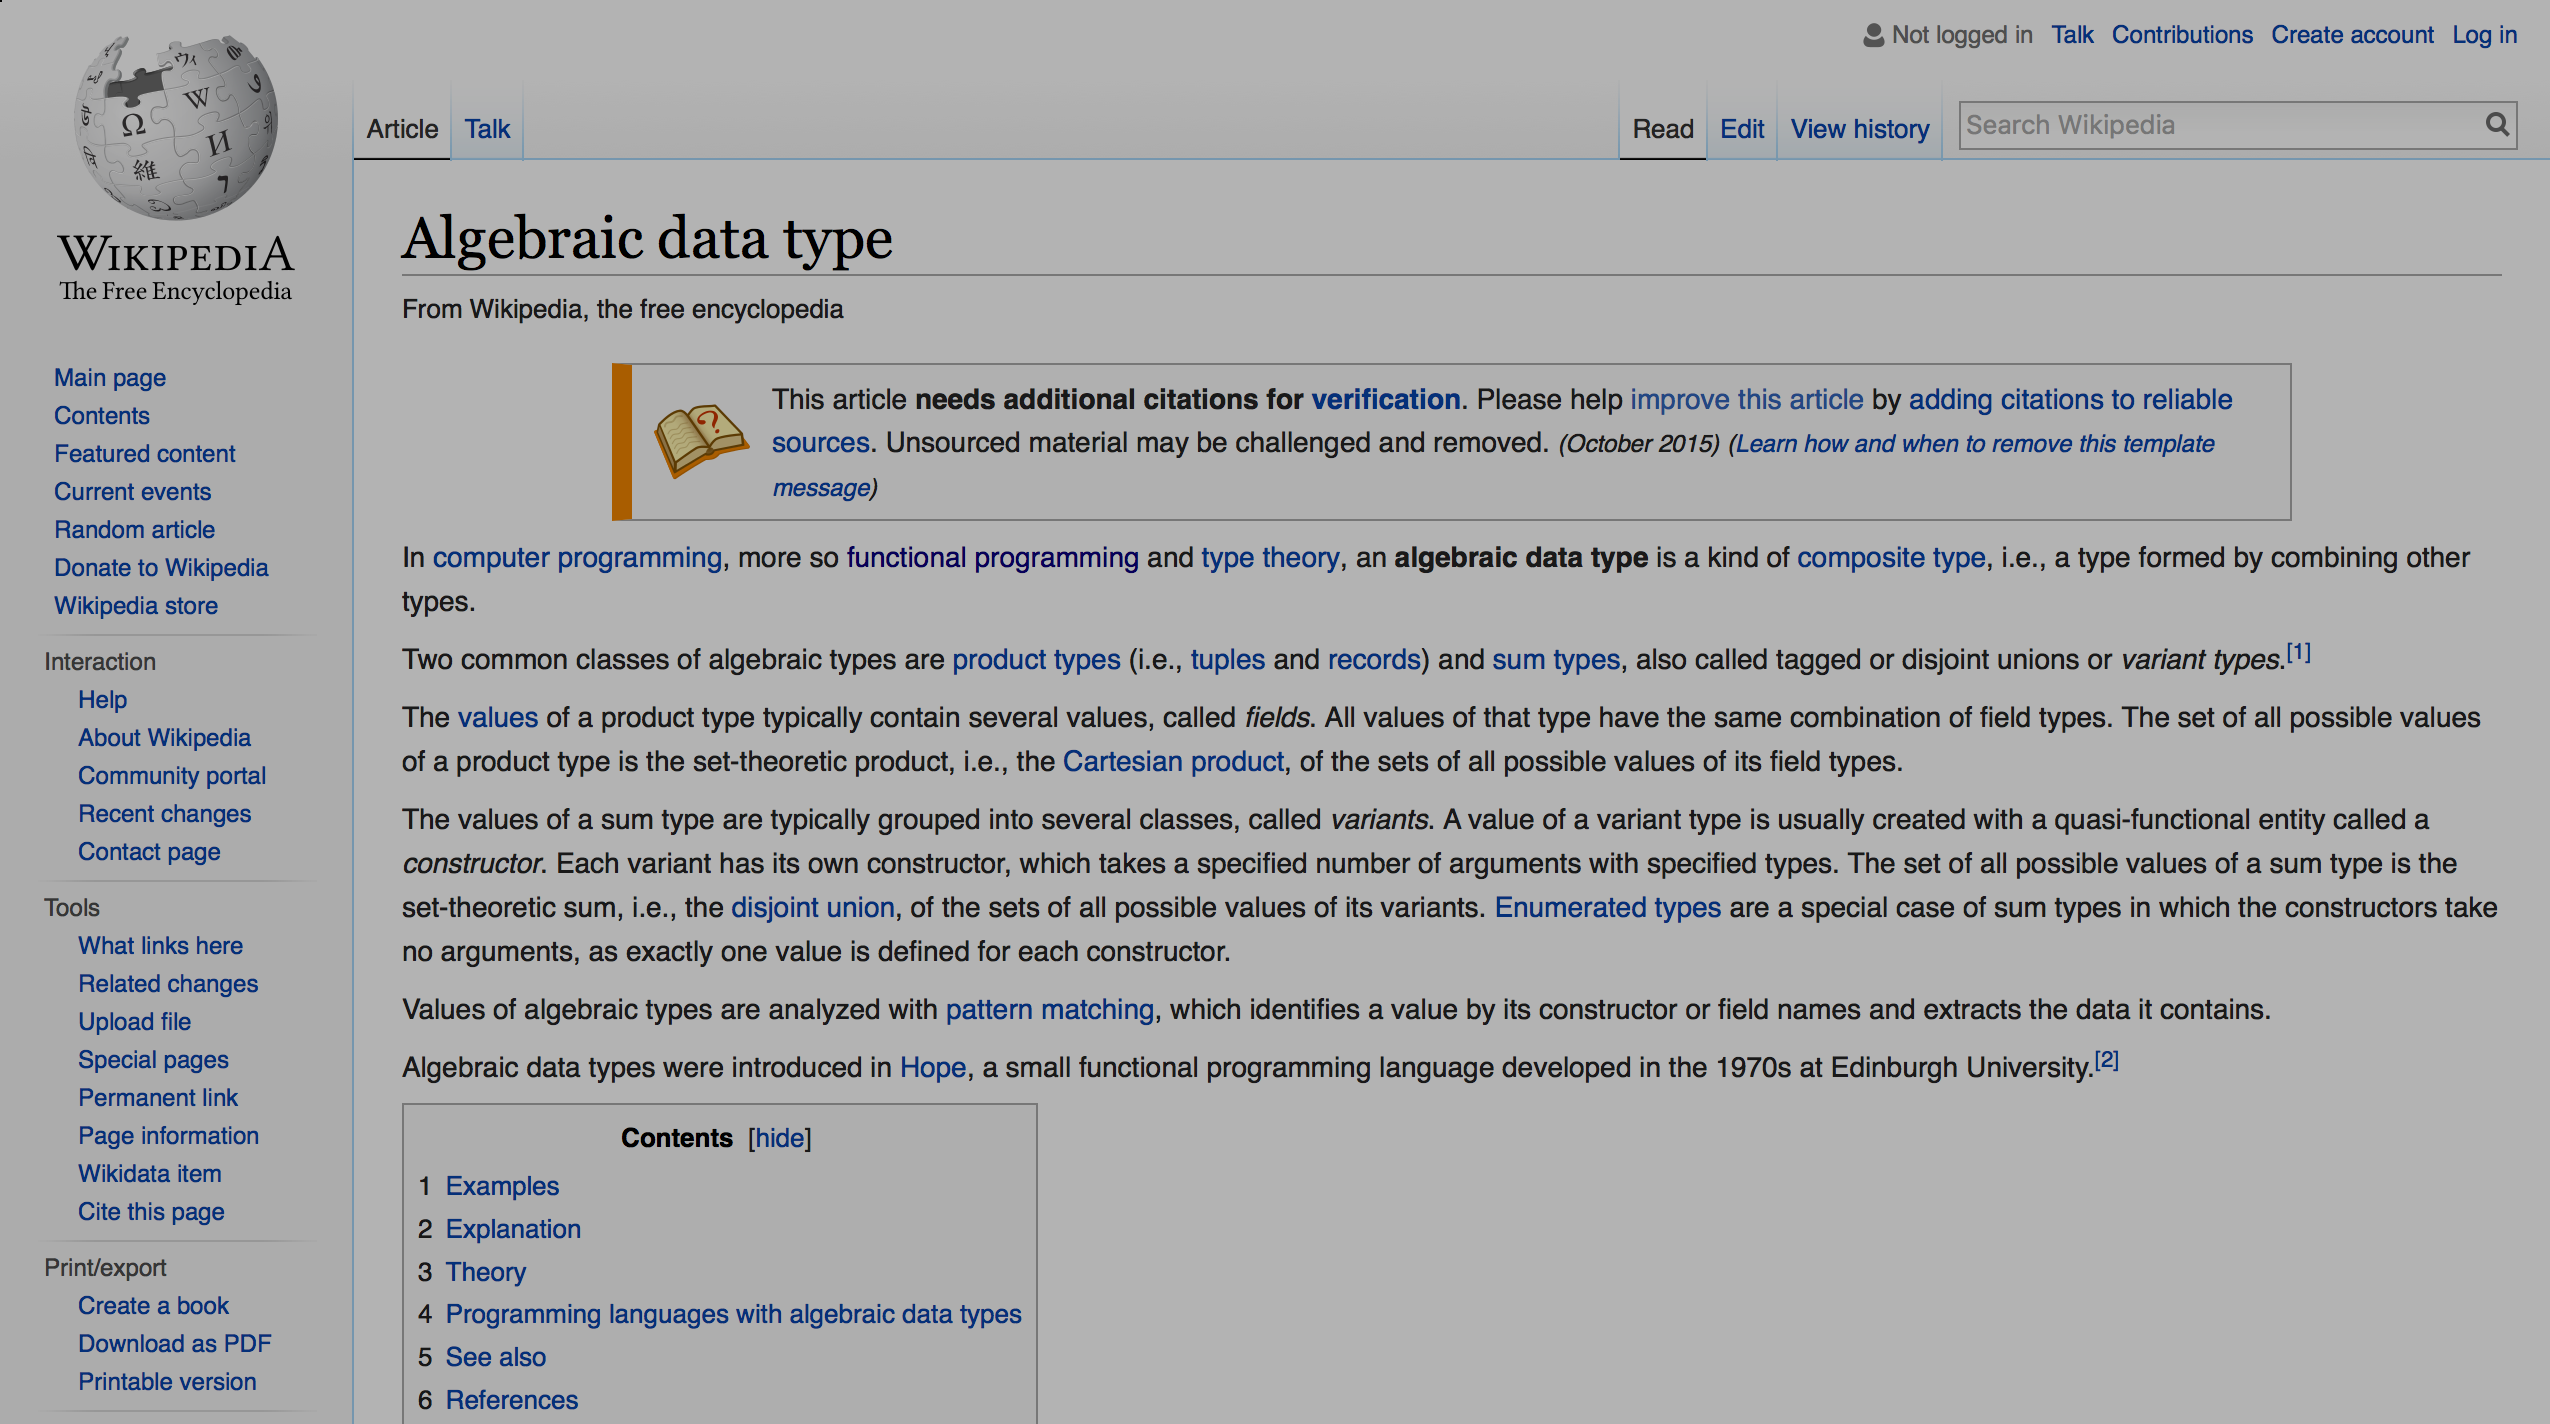 Not logged in Talk Contributions Create account Log in
Article Talk Read Edit View history Search Wikipedia
WIKIPEDIA
The Free Encyclopedia
Main page
Contents
Featured content
Current events
Random article
Donate to Wikipedia
Wikipedia store
Interaction
Help
About Wikipedia
Community portal
Recent changes
Contact page
Tools
What links here
Related changes
Upload file
Special pages
Permanent link
Page information
Wikidata item
Cite this page
Print/export
Create a book
Download as PDF
Printable version
Algebraic data type
From Wikipedia, the free encyclopedia
This article needs additional citations for verification. Please help improve this article by adding citations to reliable
sources. Unsourced material may be challenged and removed. (October 2015) (Learn how and when to remove this template
message)
In computer programming, more so functional programming and type theory, an algebraic data type is a kind of composite type, i.e., a type formed by combining other
types.
Two common classes of algebraic types are product types (i.e., tuples and records) and sum types, also called tagged or disjoint unions or variant types.[1]
The values of a product type typically contain several values, called fields. All values of that type have the same combination of field types. The set of all possible values
of a product type is the set-theoretic product, i.e., the Cartesian product, of the sets of all possible values of its field types.
The values of a sum type are typically grouped into several classes, called variants. A value of a variant type is usually created with a quasi-functional entity called a
constructor. Each variant has its own constructor, which takes a specified number of arguments with specified types. The set of all possible values of a sum type is the
set-theoretic sum, i.e., the disjoint union, of the sets of all possible values of its variants. Enumerated types are a special case of sum types in which the constructors take
no arguments, as exactly one value is defined for each constructor.
Values of algebraic types are analyzed with pattern matching, which identifies a value by its constructor or field names and extracts the data it contains.
Algebraic data types were introduced in Hope, a small functional programming language developed in the 1970s at Edinburgh University.[2]
Contents [hide]
1 Examples
2 Explanation
3 Theory
4 Programming languages with algebraic data types
5 See also
6 References